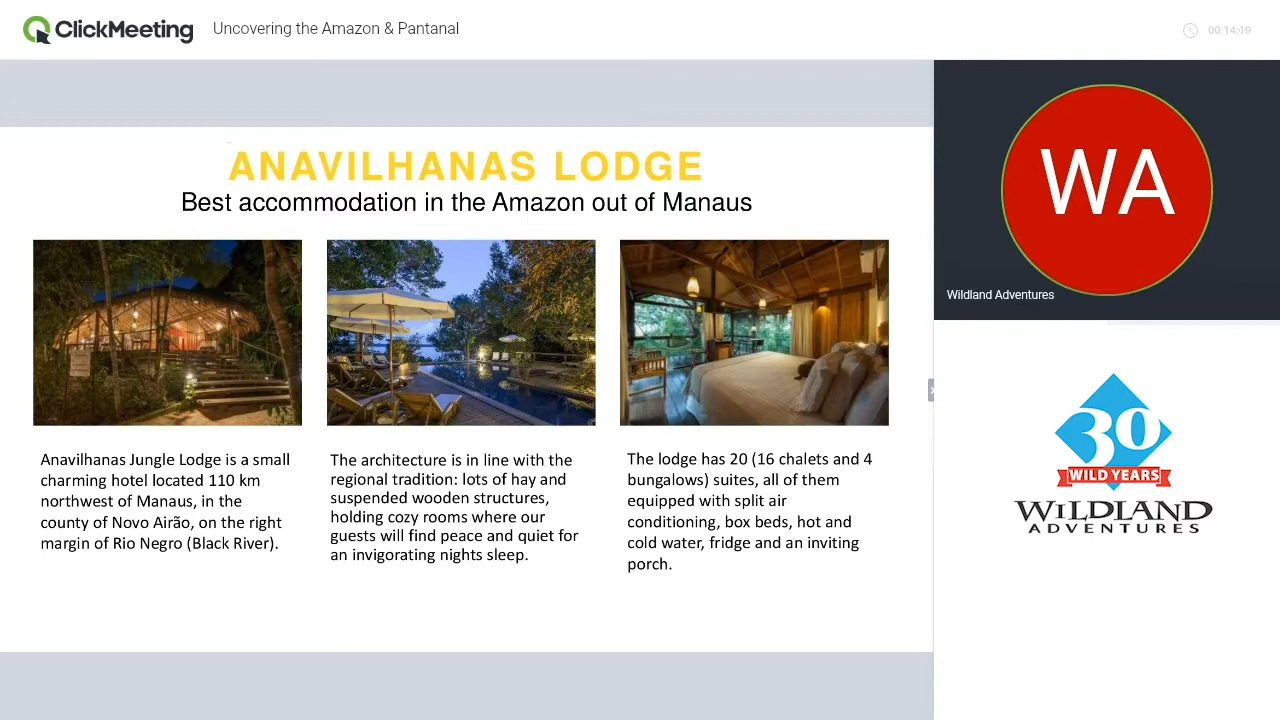 ClickMeeting
Uncovering the Amazon & Pantanal
00:14:19
ANAVILHANAS LODGE
Best accommodation in the Amazon out of Manaus
Anavilhanas Jungle Lodge is a small
charming hotel located 110 km
northwest of Manaus, in the
county of Novo Airão, on the right
margin of Rio Negro (Black River).
The architecture is in line with the
regional tradition: lots of hay and
suspended wooden structures,
holding cozy rooms where our
guests will find peace and quiet for
an invigorating nights sleep.
The lodge has 20 (16 chalets and 4
bungalows) suites, all of them
equipped with split air
conditioning, box beds, hot and
cold water, fridge and an inviting
porch.
WA
Wildland Adventures
30
WILD YEARS
WILDLAND
ADVENTURES